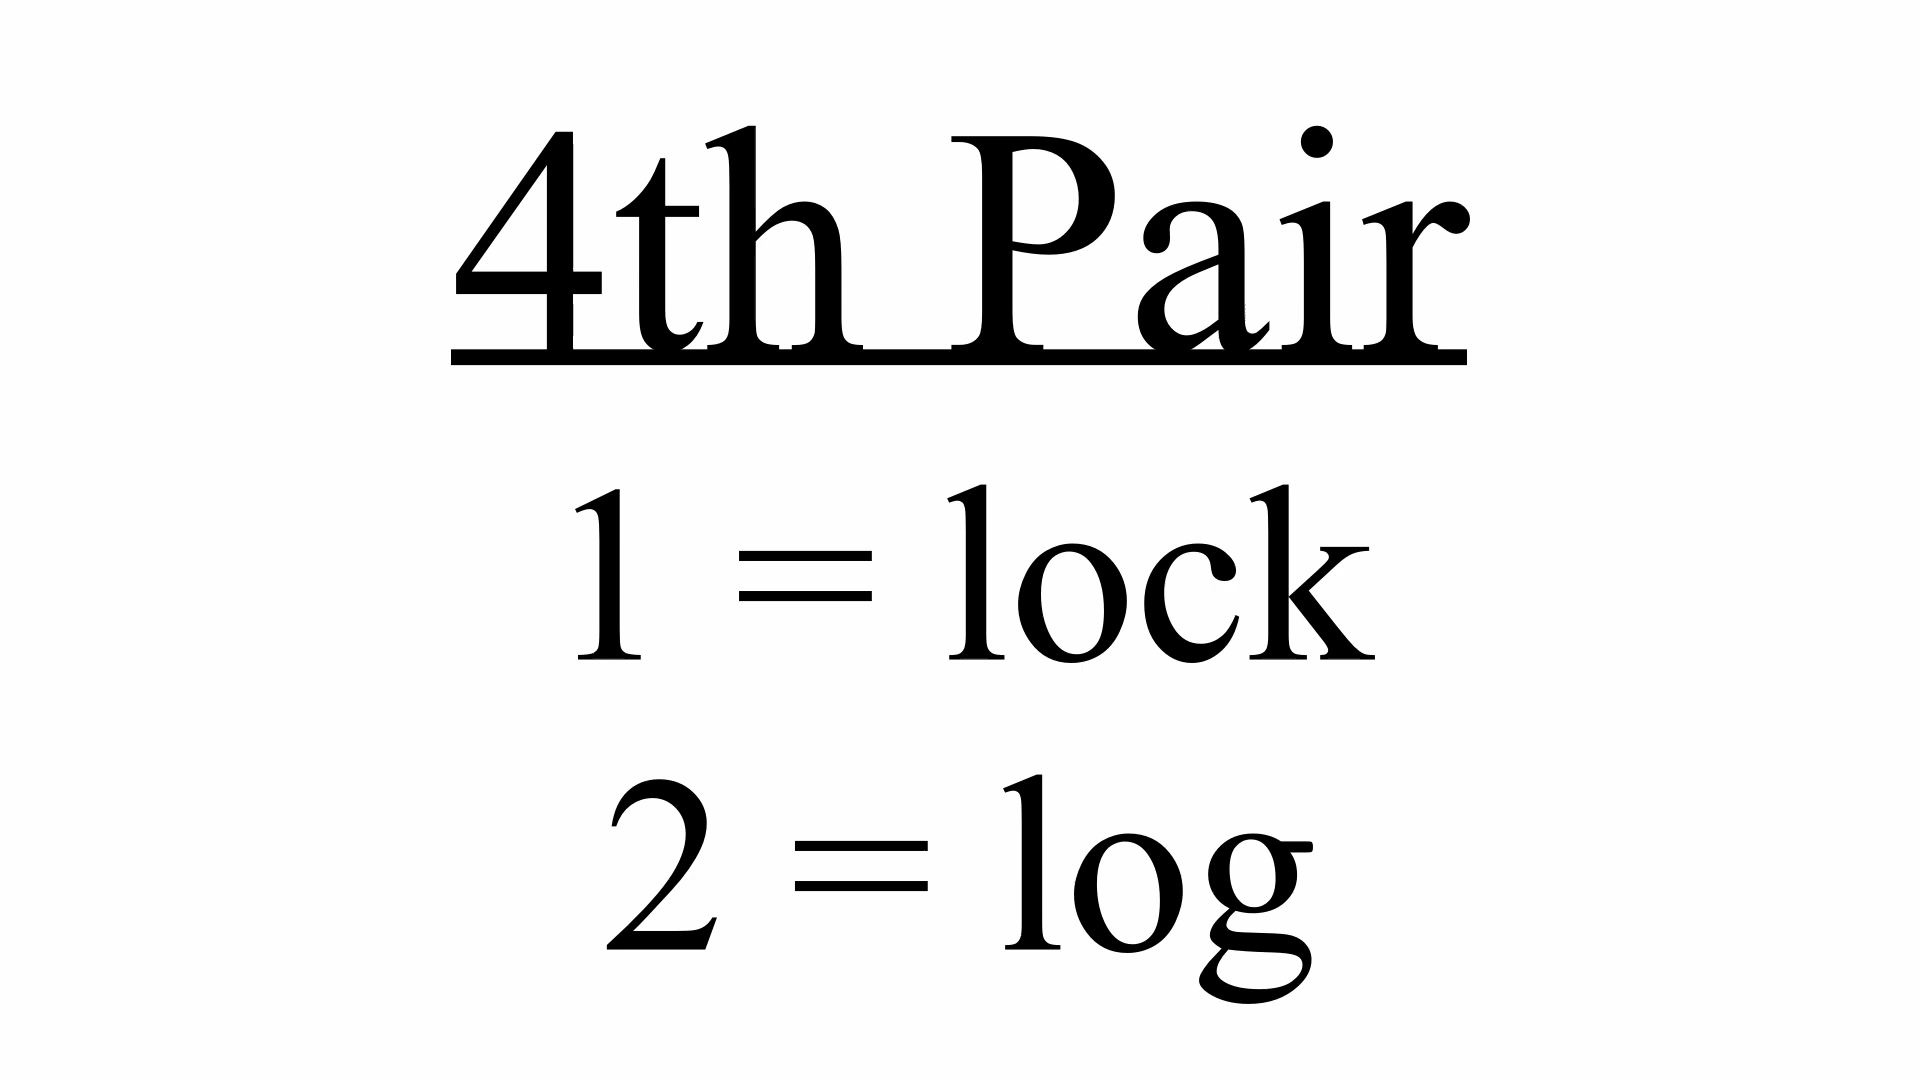 4th Pair
1 = lock
2 = log